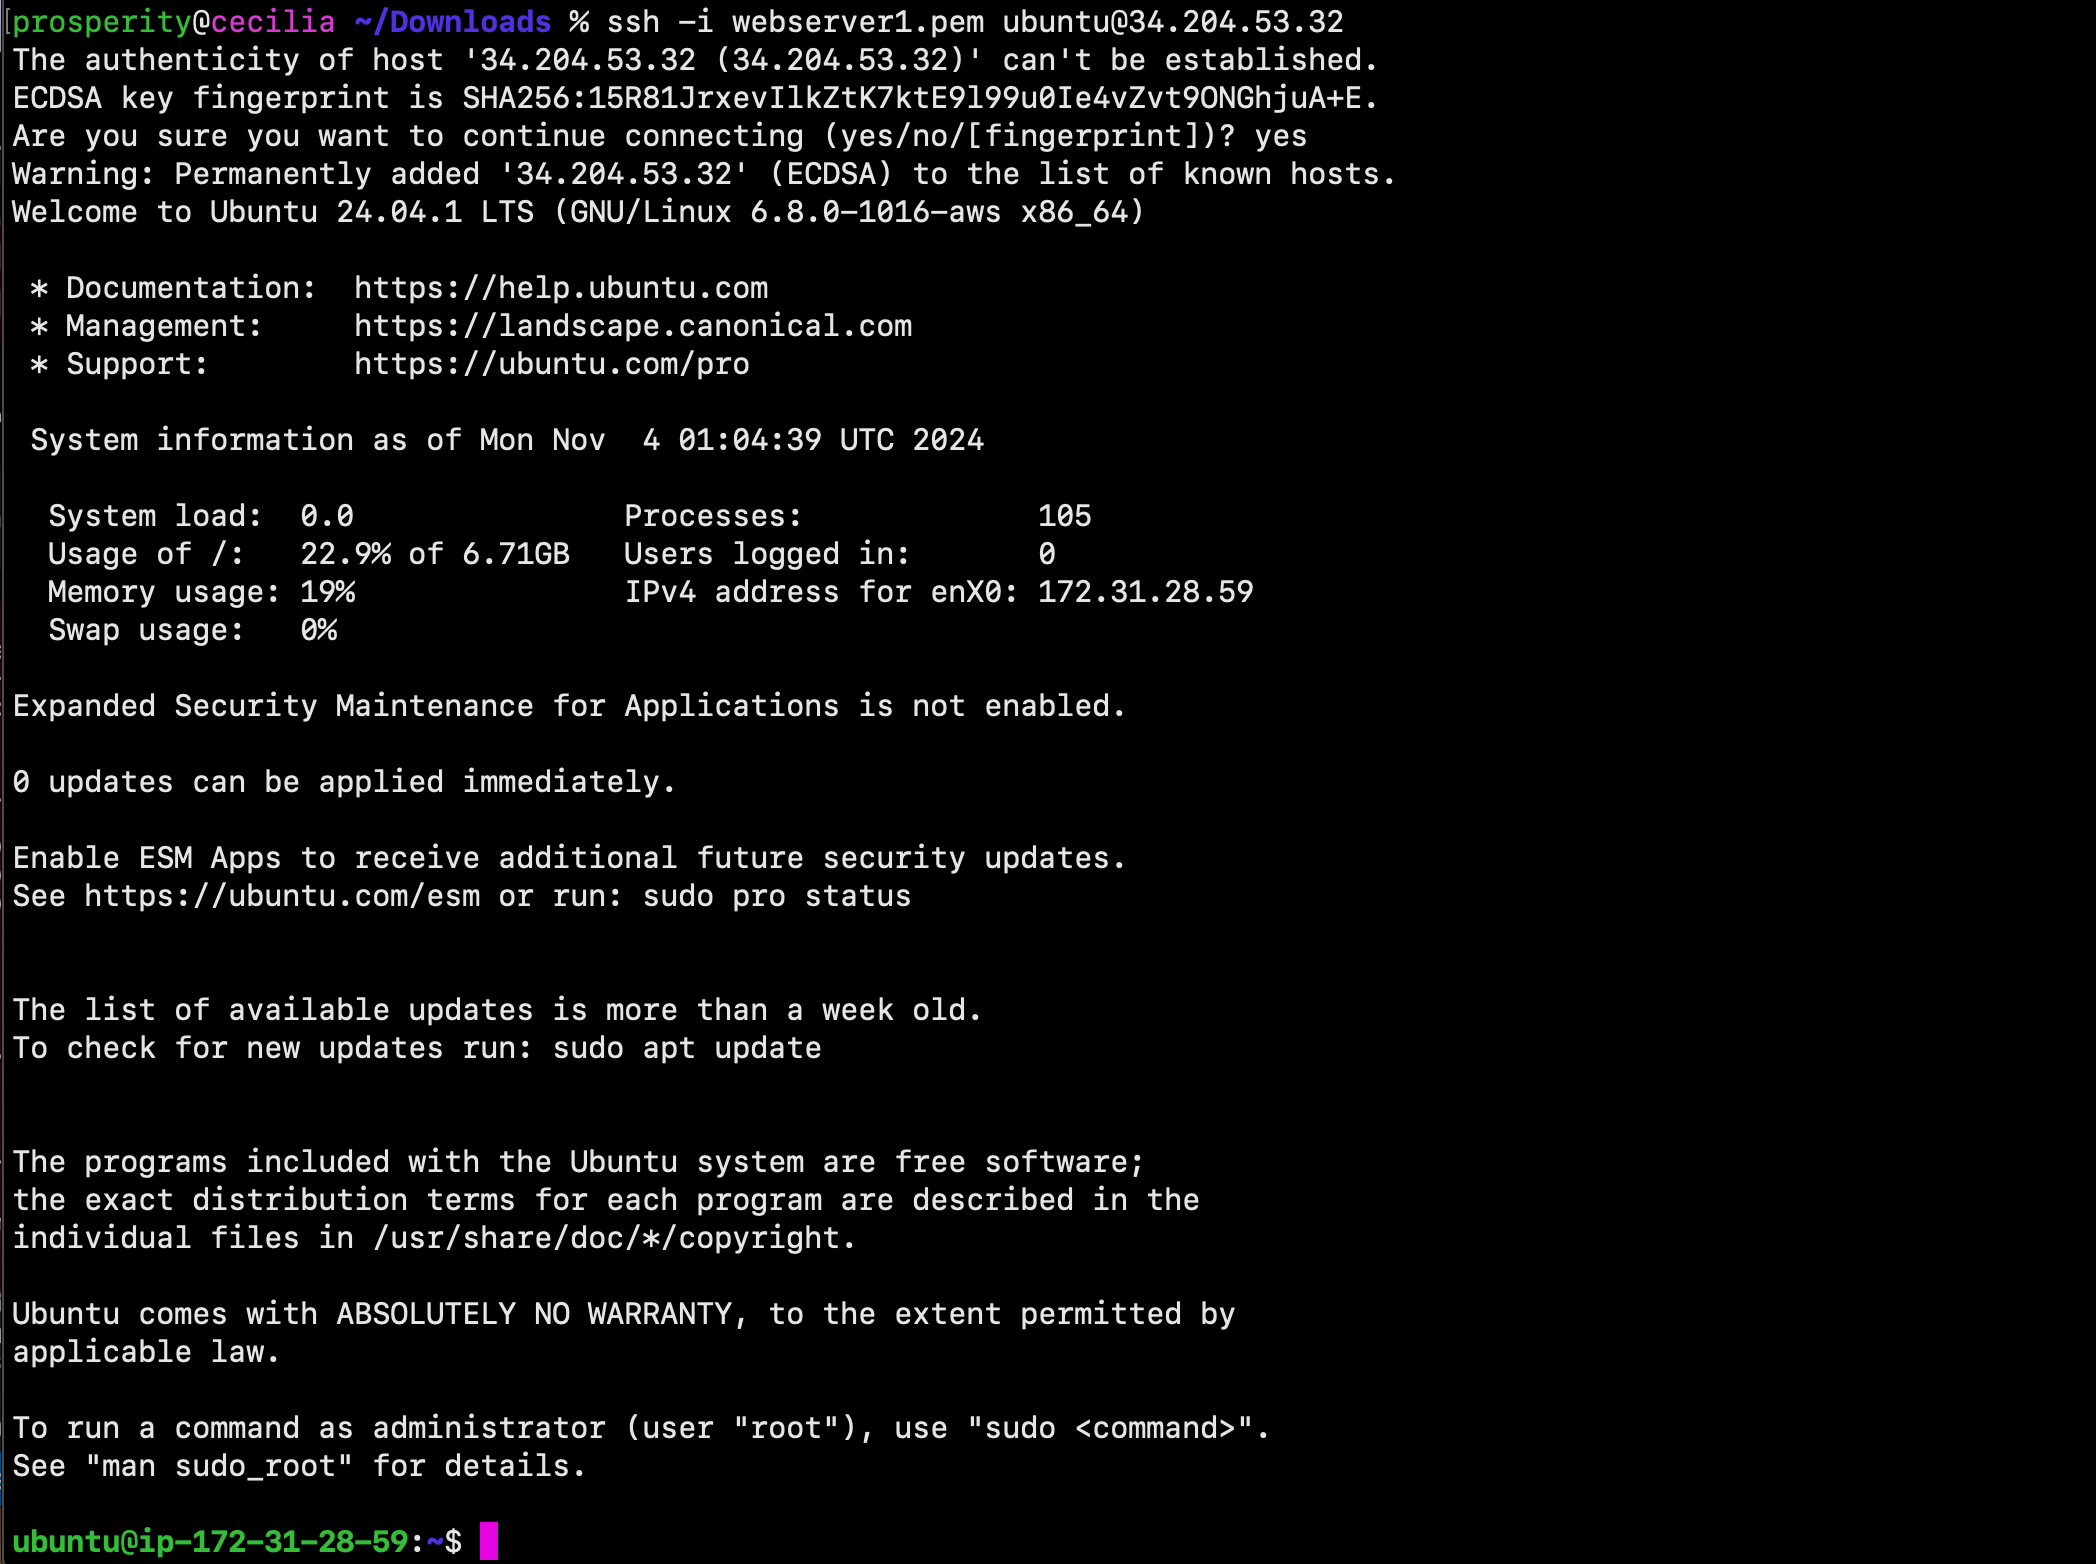 prosperity@cecilia ~/Downloads % ssh -i webserver1.pem ubuntu@34.204.53.32
The authenticity of host '34.204.53.32 (34.204.53.32)' can't be established.
ECDSA key fingerprint is SHA256:15R81JrxevIlkZtK7ktE9l99u0Ie4vZvt9ONGhjuA+E.
Are you sure you want to continue connecting (yes/no/[fingerprint])? yes
Warning: Permanently added '34.204.53.32' (ECDSA) to the list of known hosts.
Welcome to Ubuntu 24.04.1 LTS (GNU/Linux 6.8.0-1016-aws x86_64)

 * Documentation:  https://help.ubuntu.com
 * Management:     https://landscape.canonical.com
 * Support:        https://ubuntu.com/pro

 System information as of Mon Nov  4 01:04:39 UTC 2024

  System load:  0.0               Processes:             105
  Usage of /:   22.9% of 6.71GB   Users logged in:       0
  Memory usage: 19%               IPv4 address for enX0: 172.31.28.59
  Swap usage:   0%

Expanded Security Maintenance for Applications is not enabled.

0 updates can be applied immediately.

Enable ESM Apps to receive additional future security updates.
See https://ubuntu.com/esm or run: sudo pro status


The list of available updates is more than a week old.
To check for new updates run: sudo apt update


The programs included with the Ubuntu system are free software;
the exact distribution terms for each program are described in the
individual files in /usr/share/doc/*/copyright.

Ubuntu comes with ABSOLUTELY NO WARRANTY, to the extent permitted by
applicable law.

To run a command as administrator (user "root"), use "sudo <command>".
See "man sudo_root" for details.

ubuntu@ip-172-31-28-59:~$